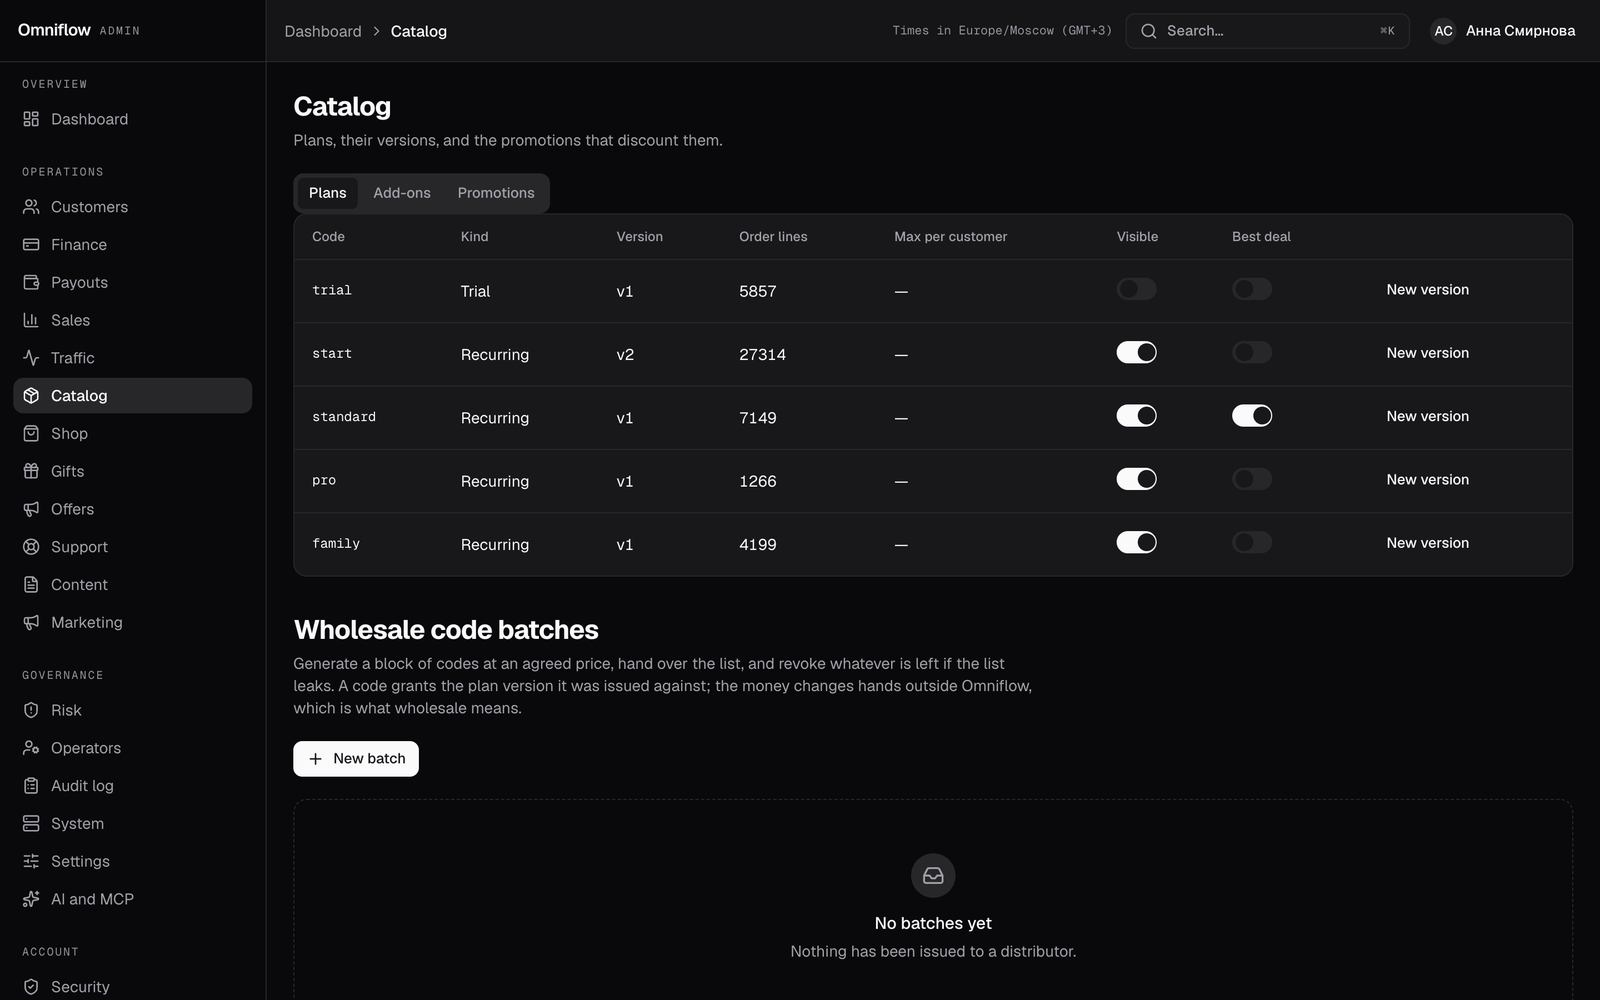 Omniflow ADMIN
Dashboard > Catalog
Times in Europe/Moscow (GMT+3)
Search...
⌘K
АС
Анна Смирнова
OVERVIEW
Dashboard
OPERATIONS
Customers
Finance
Payouts
Sales
Traffic
Catalog
Shop
Gifts
Offers
Support
Content
Marketing
GOVERNANCE
Risk
Operators
Audit log
System
Settings
AI and MCP
ACCOUNT
Security
Catalog
Plans, their versions, and the promotions that discount them.
Plans Add-ons Promotions
Code Kind Version Order lines Max per customer Visible Best deal
trial Trial v1 5857 — New version
start Recurring v2 27314 — New version
standard Recurring v1 7149 — New version
pro Recurring v1 1266 — New version
family Recurring v1 4199 — New version
Wholesale code batches
Generate a block of codes at an agreed price, hand over the list, and revoke whatever is left if the list
leaks. A code grants the plan version it was issued against; the money changes hands outside Omniflow,
which is what wholesale means.
+ New batch
No batches yet
Nothing has been issued to a distributor.